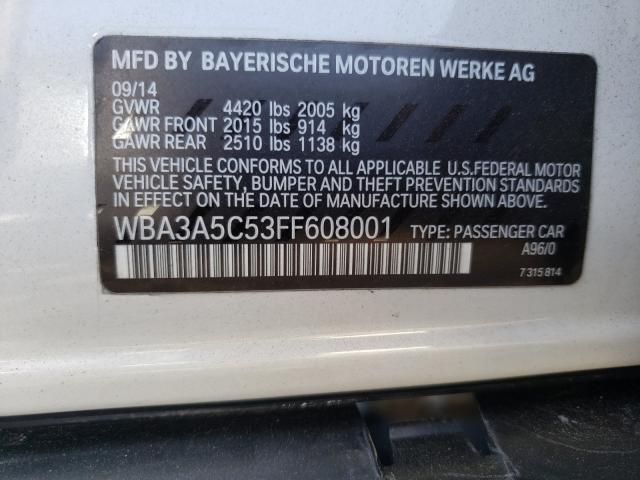 MFD BY BAYERISCHE MOTOREN WERKE AG
09/14
GVWR 4420 lbs 2005 kg
GAWR FRONT 2015 lbs 914 kg
GAWR REAR 2510 lbs 1138 kg
THIS VEHICLE CONFORMS TO ALL APPLICABLE U.S.FEDERAL MOTOR
VEHICLE SAFETY, BUMPER AND THEFT PREVENTION STANDARDS
IN EFFECT ON THE DATE OF MANUFACTURE SHOWN ABOVE.
WBA3A5C53FF608001 TYPE: PASSENGER CAR
A96/0
7 315 814